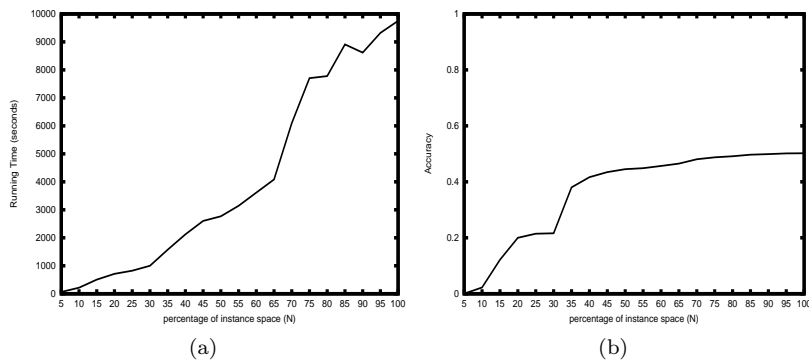 10000
9000
8000
7000
6000
5000
4000
3000
2000
1000
0
Running Time (seconds)
5 10 15 20 25 30 35 40 45 50 55 60 65 70 75 80 85 90 95 100
percentage of instance space (N)
(a)
1
0.8
0.6
0.4
0.2
0
Accuracy
5 10 15 20 25 30 35 40 45 50 55 60 65 70 75 80 85 90 95 100
percentage of instance space (N)
(b)